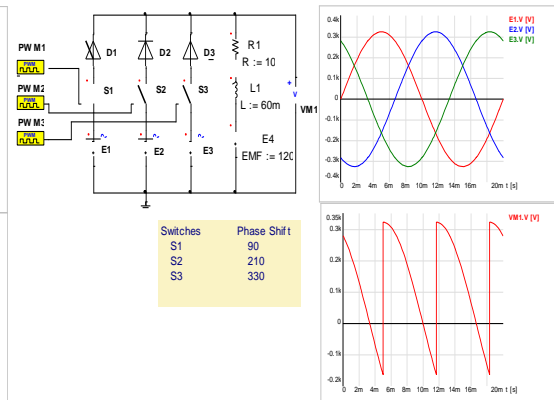 PWM1
PWM
PWM2
PWM
PWM3
PWM
D1
D2
D3
S1
S2
S3
E1
E2
E3
R1
R := 10
L1
L := 60m
E4
EMF := 120
+
V
VM1
Switches Phase Shift
S1 90
S2 210
S3 330
E1.V [V]
E2.V [V]
E3.V [V]
0.4k
0.3k
0.2k
0.1k
0
-0.1k
-0.2k
-0.3k
-0.4k
0 2m 4m 6m 8m 10m 12m 14m 16m 20m t [s]
VM1.V [V]
0.35k
0.3k
0.2k
0.1k
0
-0.1k
-0.2k
0 2m 4m 6m 8m 10m 12m 14m 16m 20m t [s]